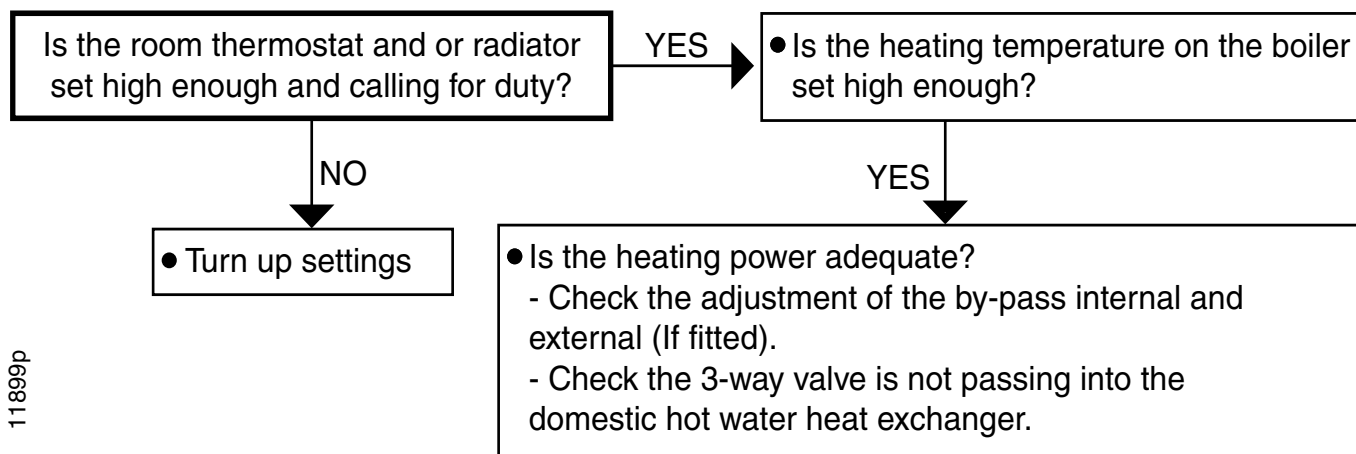 Is the room thermostat and or radiator
set high enough and calling for duty?
YES
• Is the heating temperature on the boiler
set high enough?
NO
YES
• Turn up settings
• Is the heating power adequate?
- Check the adjustment of the by-pass internal and
external (If fitted).
- Check the 3-way valve is not passing into the
domestic hot water heat exchanger.
11899p